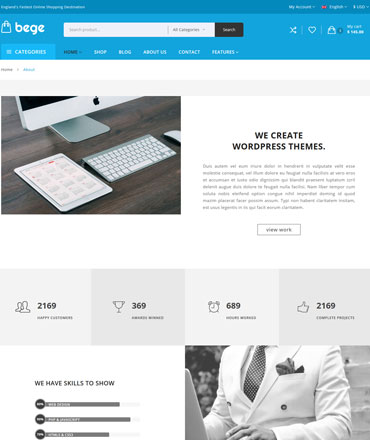 England's Fastest Online Shopping Destination
My Account
English
$ USD
bege
Search product...
All Categories
Search
My cart
$ 145.00
CATEGORIES
HOME
SHOP
BLOG
ABOUT US
CONTACT
FEATURES
Home
About
WE CREATE
WORDPRESS THEMES.
Duis autem vel eum iriure dolor in hendrerit in vulputate velit esse
molestie consequat, vel illum dolore eu feugiat nulla facilisis at vero eros
et accumsan et iusto odio dignissim qui blandit praesent luptatum zzril
delenit augue duis dolore te feugait nulla facilisi. Nam liber tempor cum
soluta nobis eleifend option congue nihil imperdiet doming id quod
mazim placerat facer possim assum. Typi non habent claritatem insitam,
est usus legentis in iis qui facit eorum claritatem.
view work
2169
HAPPY CUSTOMERS
369
AWARDS WINNED
689
HOURS WORKED
2169
COMPLETE PROJECTS
WE HAVE SKILLS TO SHOW
WEB DESIGN
PHP & JAVASCRIPT
HTML5 & CSS3